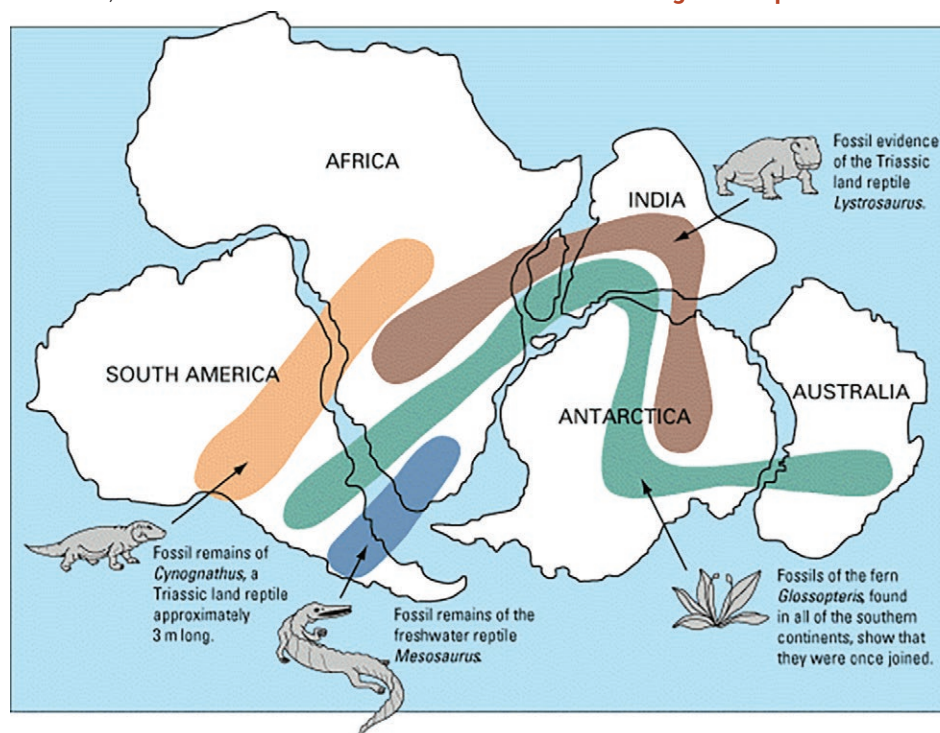 AFRICA
INDIA
Fossil evidence
of the Triassic
land reptile
Lystrosaurus.
SOUTH AMERICA
ANTARCTICA
AUSTRALIA
Fossil remains of
Cynognathus, a
Triassic land reptile
approximately
3 m long.
Fossil remains of the
freshwater reptile
Mesosaurus.
Fossils of the fern
Glossopteris, found
in all of the southern
continents, show that
they were once joined.